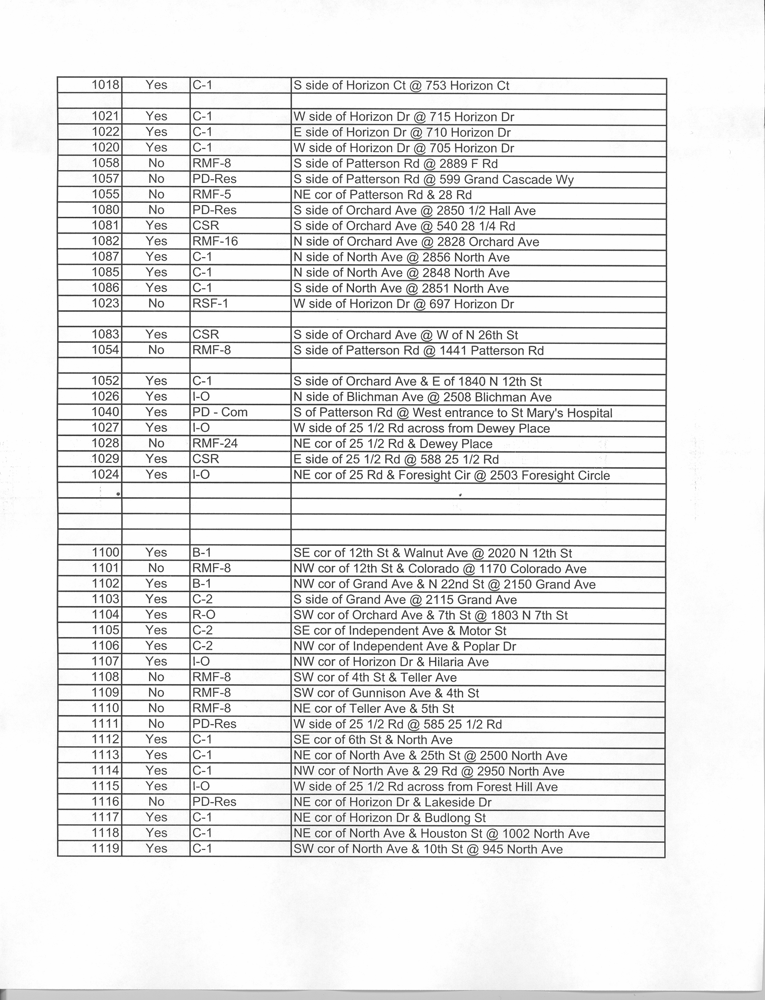 1018 Yes C-1 S side of Horizon Ct @ 753 Horizon Ct
1021 Yes C-1 W side of Horizon Dr @ 715 Horizon Dr
1022 Yes C-1 E side of Horizon Dr @ 710 Horizon Dr
1020 Yes C-1 W side of Horizon Dr @ 705 Horizon Dr
1058 No RMF-8 S side of Patterson Rd @ 2889 F Rd
1057 No PD-Res S side of Patterson Rd @ 599 Grand Cascade Wy
1055 No RMF-5 NE cor of Patterson Rd & 28 Rd
1080 No PD-Res S side of Orchard Ave @ 2850 1/2 Hall Ave
1081 Yes CSR S side of Orchard Ave @ 540 28 1/4 Rd
1082 Yes RMF-16 N side of Orchard Ave @ 2828 Orchard Ave
1087 Yes C-1 N side of North Ave @ 2856 North Ave
1085 Yes C-1 N side of North Ave @ 2848 North Ave
1086 Yes C-1 S side of North Ave @ 2851 North Ave
1023 No RSF-1 W side of Horizon Dr @ 697 Horizon Dr
1083 Yes CSR S side of Orchard Ave @ W of N 26th St
1054 No RMF-8 S side of Patterson Rd @ 1441 Patterson Rd
1052 Yes C-1 S side of Orchard Ave & E of 1840 N 12th St
1026 Yes I-O N side of Blichman Ave @ 2508 Blichman Ave
1040 Yes PD - Com S of Patterson Rd @ West entrance to St Mary's Hospital
1027 Yes I-O W side of 25 1/2 Rd across from Dewey Place
1028 No RMF-24 NE cor of 25 1/2 Rd & Dewey Place
1029 Yes CSR E side of 25 1/2 Rd @ 588 25 1/2 Rd
1024 Yes I-O NE cor of 25 Rd & Foresight Cir @ 2503 Foresight Circle
1100 Yes B-1 SE cor of 12th St & Walnut Ave @ 2020 N 12th St
1101 No RMF-8 NW cor of 12th St & Colorado @ 1170 Colorado Ave
1102 Yes B-1 NW cor of Grand Ave & N 22nd St @ 2150 Grand Ave
1103 Yes C-2 S side of Grand Ave @ 2115 Grand Ave
1104 Yes R-O SW cor of Orchard Ave & 7th St @ 1803 N 7th St
1105 Yes C-2 SE cor of Independent Ave & Motor St
1106 Yes C-2 NW cor of Independent Ave & Poplar Dr
1107 Yes I-O NW cor of Horizon Dr & Hilaria Ave
1108 No RMF-8 SW cor of 4th St & Teller Ave
1109 No RMF-8 SW cor of Gunnison Ave & 4th St
1110 No RMF-8 NE cor of Teller Ave & 5th St
1111 No PD-Res W side of 25 1/2 Rd @ 585 25 1/2 Rd
1112 Yes C-1 SE cor of 6th St & North Ave
1113 Yes C-1 NE cor of North Ave & 25th St @ 2500 North Ave
1114 Yes C-1 NW cor of North Ave & 29 Rd @ 2950 North Ave
1115 Yes I-O W side of 25 1/2 Rd across from Forest Hill Ave
1116 No PD-Res NE cor of Horizon Dr & Lakeside Dr
1117 Yes C-1 NE cor of Horizon Dr & Budlong St
1118 Yes C-1 NE cor of North Ave & Houston St @ 1002 North Ave
1119 Yes C-1 SW cor of North Ave & 10th St @ 945 North Ave